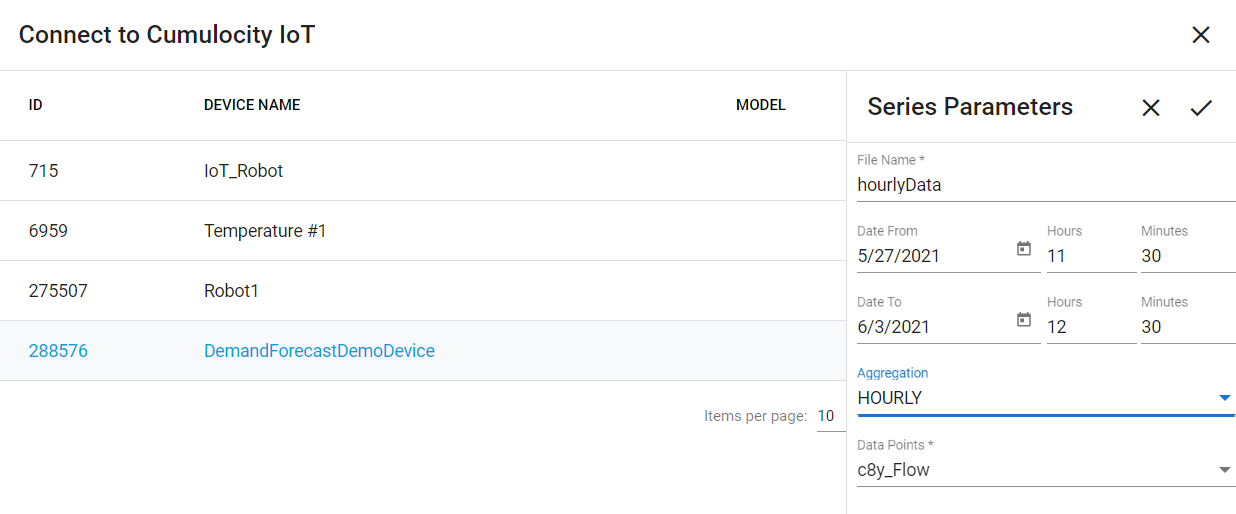 Connect to Cumulocity IoT
ID DEVICE NAME MODEL
715 IoT_Robot
6959 Temperature #1
275507 Robot1
288576 DemandForecastDemoDevice
Items per page: 10
Series Parameters
File Name *
hourlyData
Date From Hours Minutes
5/27/2021 11 30
Date To Hours Minutes
6/3/2021 12 30
Aggregation
HOURLY
Data Points *
c8y_Flow